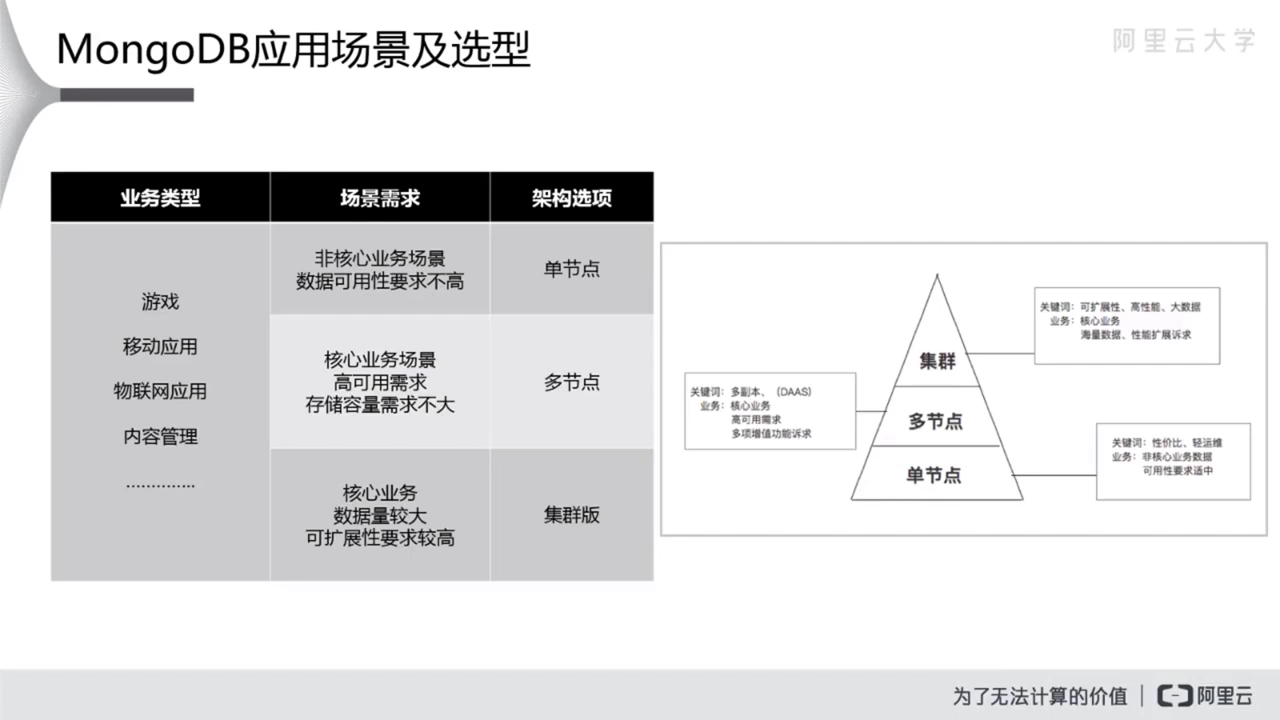 MongoDB应用场景及选型
阿里云大学
业务类型
场景需求
架构选项
游戏
移动应用
物联网应用
内容管理
..............
非核心业务场景
数据可用性要求不高
单节点
核心业务场景
高可用需求
存储容量需求不大
多节点
核心业务
数据量较大
可扩展性要求较高
集群版
集群
多节点
单节点
关键词：可扩展性、高性能、大数据
业务：核心业务
海量数据、性能扩展诉求
关键词：多副本、（DAAS）
业务：核心业务
高可用需求
多项增值功能诉求
关键词：性价比、轻运维
业务：非核心业务数据
可用性要求适中
为了无法计算的价值
阿里云